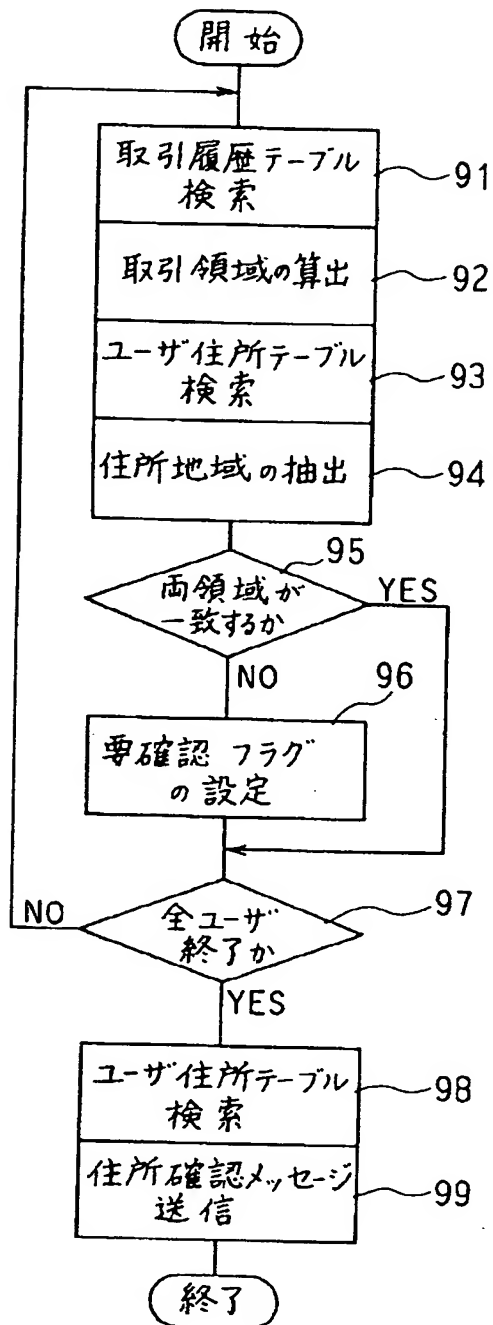 開始
取引履歴テーブル
検索
91
取引領域の算出
92
ユーザ住所テーブル
検索
93
住所地域の抽出
94
95
両領域が
一致するか
YES
NO
96
要確認フラグ
の設定
NO
97
全ユーザ
終了か
YES
ユーザ住所テーブル
検索
98
住所確認メッセージ
送信
99
終了